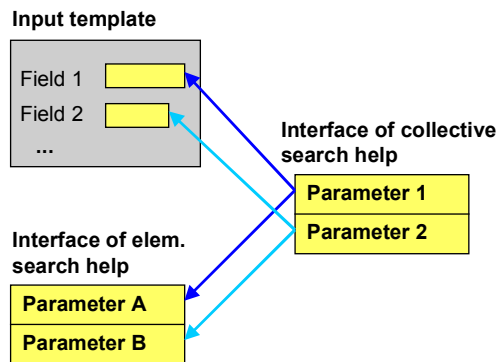 Input template
Field 1
Field 2
...
Interface of collective
search help
Parameter 1
Parameter 2
Interface of elem.
search help
Parameter A
Parameter B